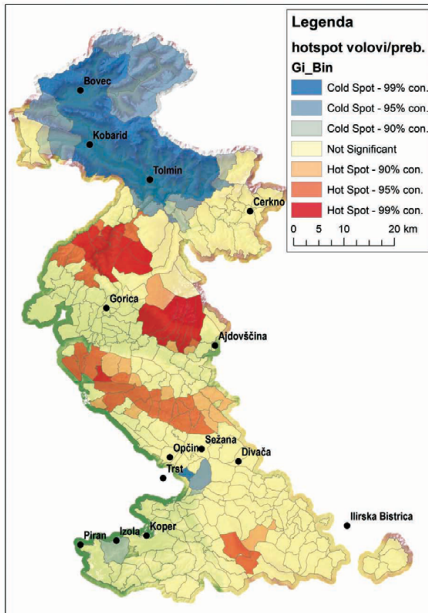 Legenda
hotspot volovi/preb.
Gi_Bin
Cold Spot - 99% con.
Cold Spot - 95% con.
Cold Spot - 90% con.
Not Significant
Hot Spot - 90% con.
Hot Spot - 95% con.
Hot Spot - 99% con.
0 5 10 20
km
Bovec
Kobarid
Tolmin
Cerkno
Gorica
Ajdovščina
Sežana
Opčine
Divača
Trst
Ilirska Bistrica
Koper
Izola
Piran